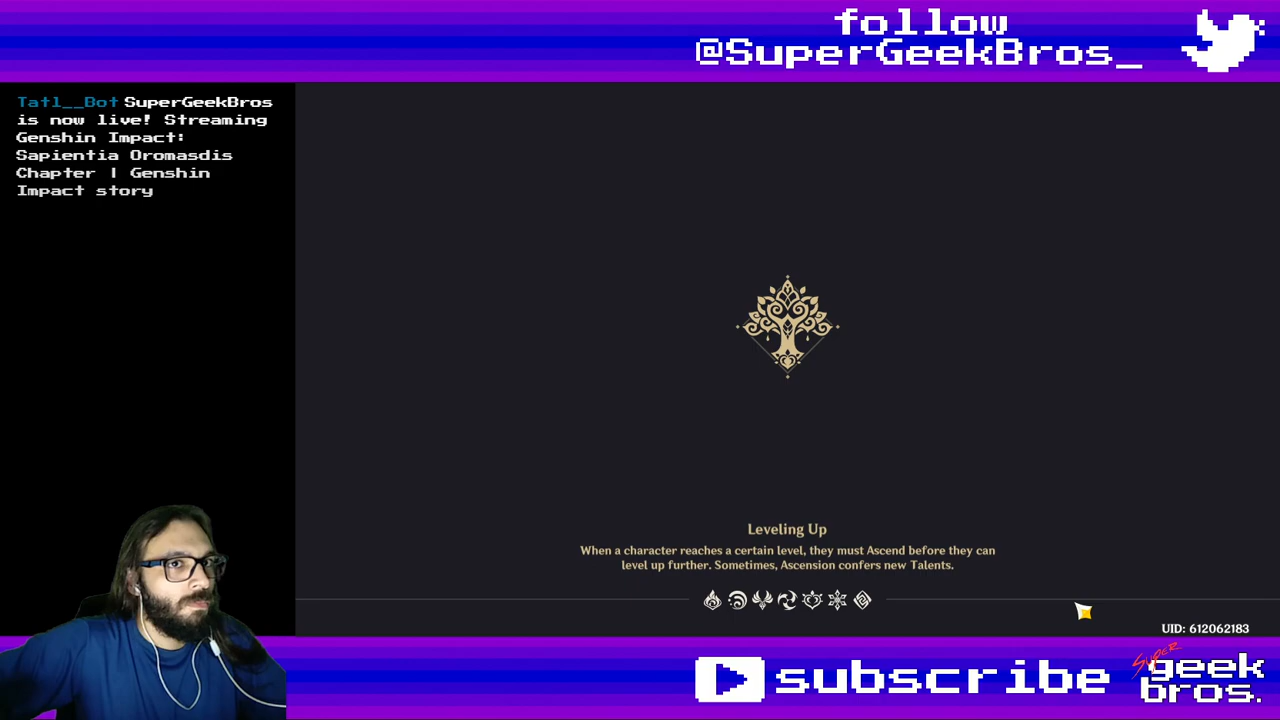 follow
@SuperGeekBros_
Tatl__Bot SuperGeekBros
is now live! Streaming
Genshin Impact:
Sapientia Oromasdis
Chapter | Genshin
Impact story
Leveling Up
When a character reaches a certain level, they must Ascend before they can
level up further. Sometimes, Ascension confers new Talents.
UID: 612062183
subscribe
SUPER
geek
bros.